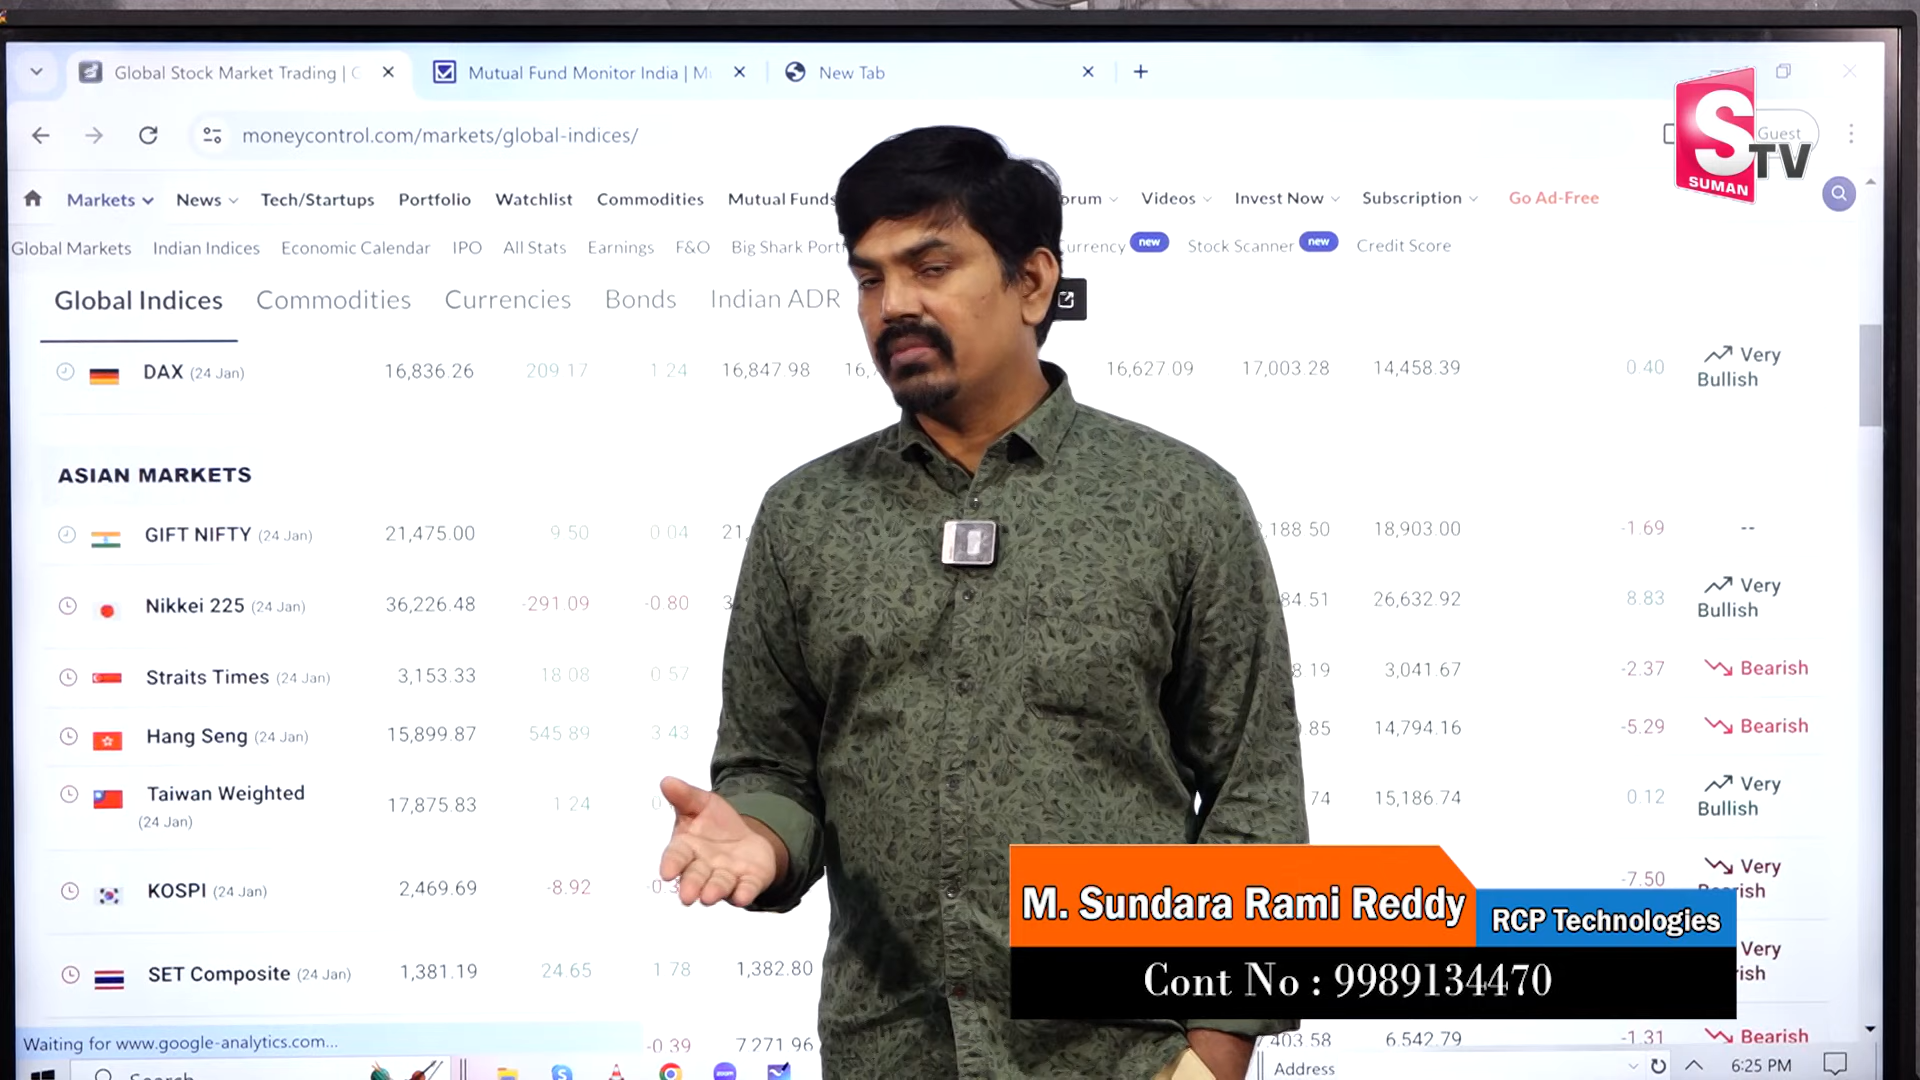 Global Stock Market Trading |
Mutual Fund Monitor India |
New Tab
moneycontrol.com/markets/global-indices/
Guest
S TV
SUMAN
Markets News Tech/Startups Portfolio Watchlist Commodities Mutual Funds Videos Invest Now Subscription Go Ad-Free
Global Markets Indian Indices Economic Calendar IPO All Stats Earnings F&O Big Shark new Stock Scanner new Credit Score
Global Indices Commodities Currencies Bonds Indian ADR
DAX (24 Jan) 16,836.26 209.17 1.24 16,847.98 16,627.09 17,003.28 14,458.39 0.40 Very Bullish
ASIAN MARKETS
GIFT NIFTY (24 Jan) 21,475.00 9.50 0.04 18,903.00 -1.69 --
Nikkei 225 (24 Jan) 36,226.48 -291.09 -0.80 26,632.92 8.83 Very Bullish
Straits Times (24 Jan) 3,153.33 18.08 0.57 3,041.67 -2.37 Bearish
Hang Seng (24 Jan) 15,899.87 545.89 3.43 14,794.16 -5.29 Bearish
Taiwan Weighted (24 Jan) 17,875.83 1.24 15,186.74 0.12 Very Bullish
KOSPI (24 Jan) 2,469.69 -8.92 -7.50 Very
SET Composite (24 Jan) 1,381.19 24.65 1.78 1,382.80 Very
-0.39 7,271.96 7,403.58 6,542.79 -1.31 Bearish
M. Sundara Rami Reddy
RCP Technologies
Cont No : 9989134470
Waiting for www.google-analytics.com...
Search
Address
6:25 PM